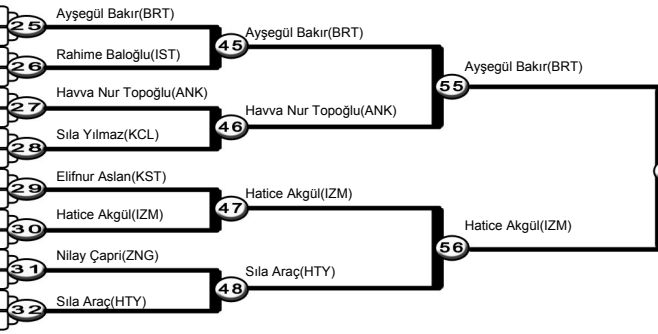 25 Ayşegül Bakır(BRT)
45 Ayşegül Bakır(BRT)
26 Rahime Baloğlu(IST)
55 Ayşegül Bakır(BRT)
27 Havva Nur Topoğlu(ANK)
46 Havva Nur Topoğlu(ANK)
28 Sıla Yılmaz(KCL)
29 Elifnur Aslan(KST)
47 Hatice Akgül(IZM)
30 Hatice Akgül(IZM)
56 Hatice Akgül(IZM)
31 Nilay Çapri(ZNG)
48 Sıla Araç(HTY)
32 Sıla Araç(HTY)